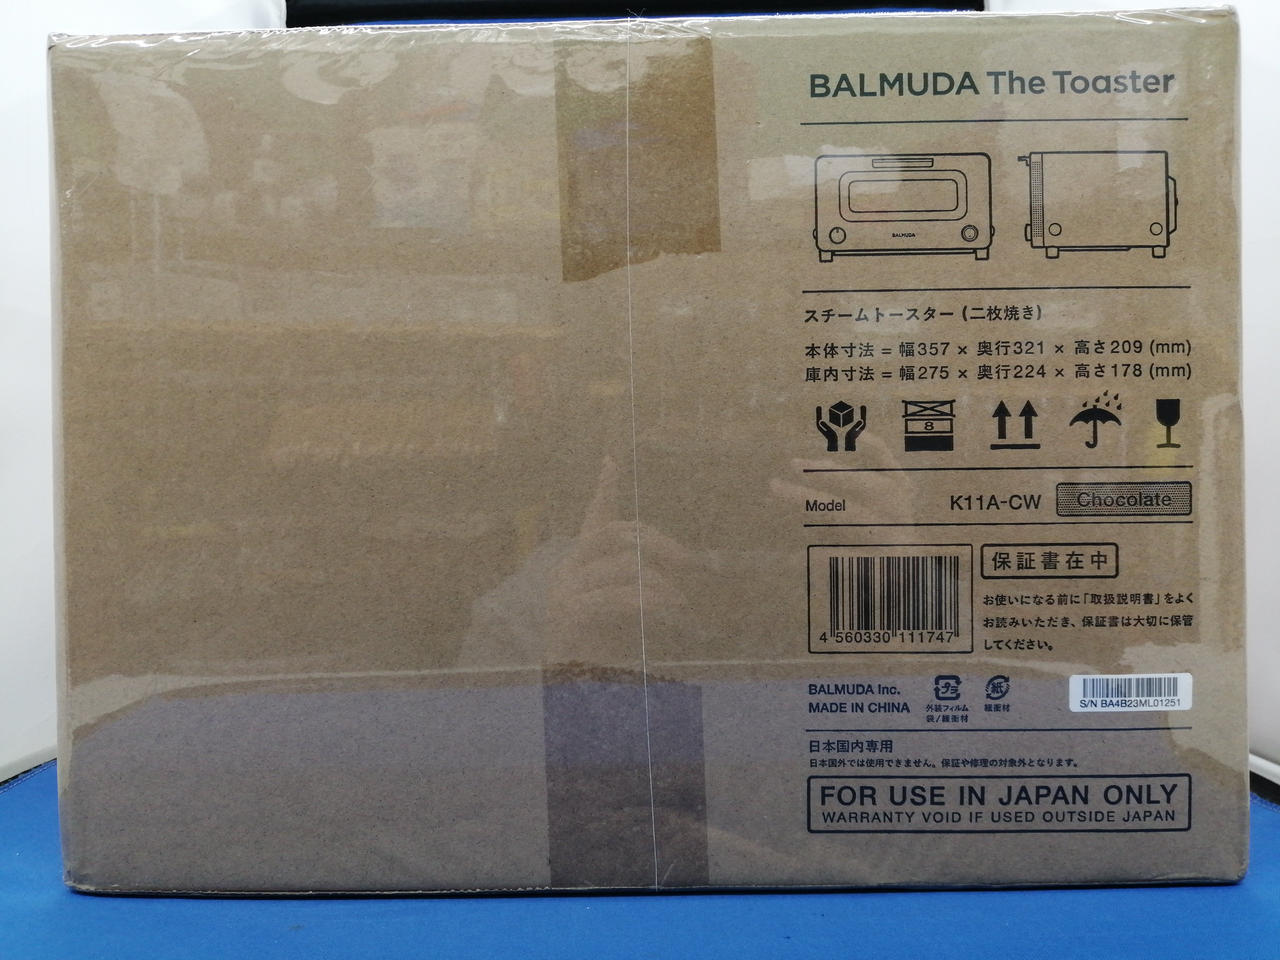 BALMUDA The Toaster
BALMUDA
スチームトースター (二枚焼き)
本体寸法 = 幅357 × 奥行321 × 高さ209 (mm)
庫内寸法 = 幅275 × 奥行224 × 高さ178 (mm)
8
Model K11A-CW Chocolate
保証書在中
お使いになる前に「取扱説明書」をよく
お読みいただき、保証書は大切に保管
してください。
4 560330 111747
BALMUDA Inc.
MADE IN CHINA
プラ
外装フィルム
袋/緩衝材
紙
緩衝材
S/N BA4B23ML01251
日本国内専用
日本国外では使用できません。保証や修理の対象外となります。
FOR USE IN JAPAN ONLY
WARRANTY VOID IF USED OUTSIDE JAPAN